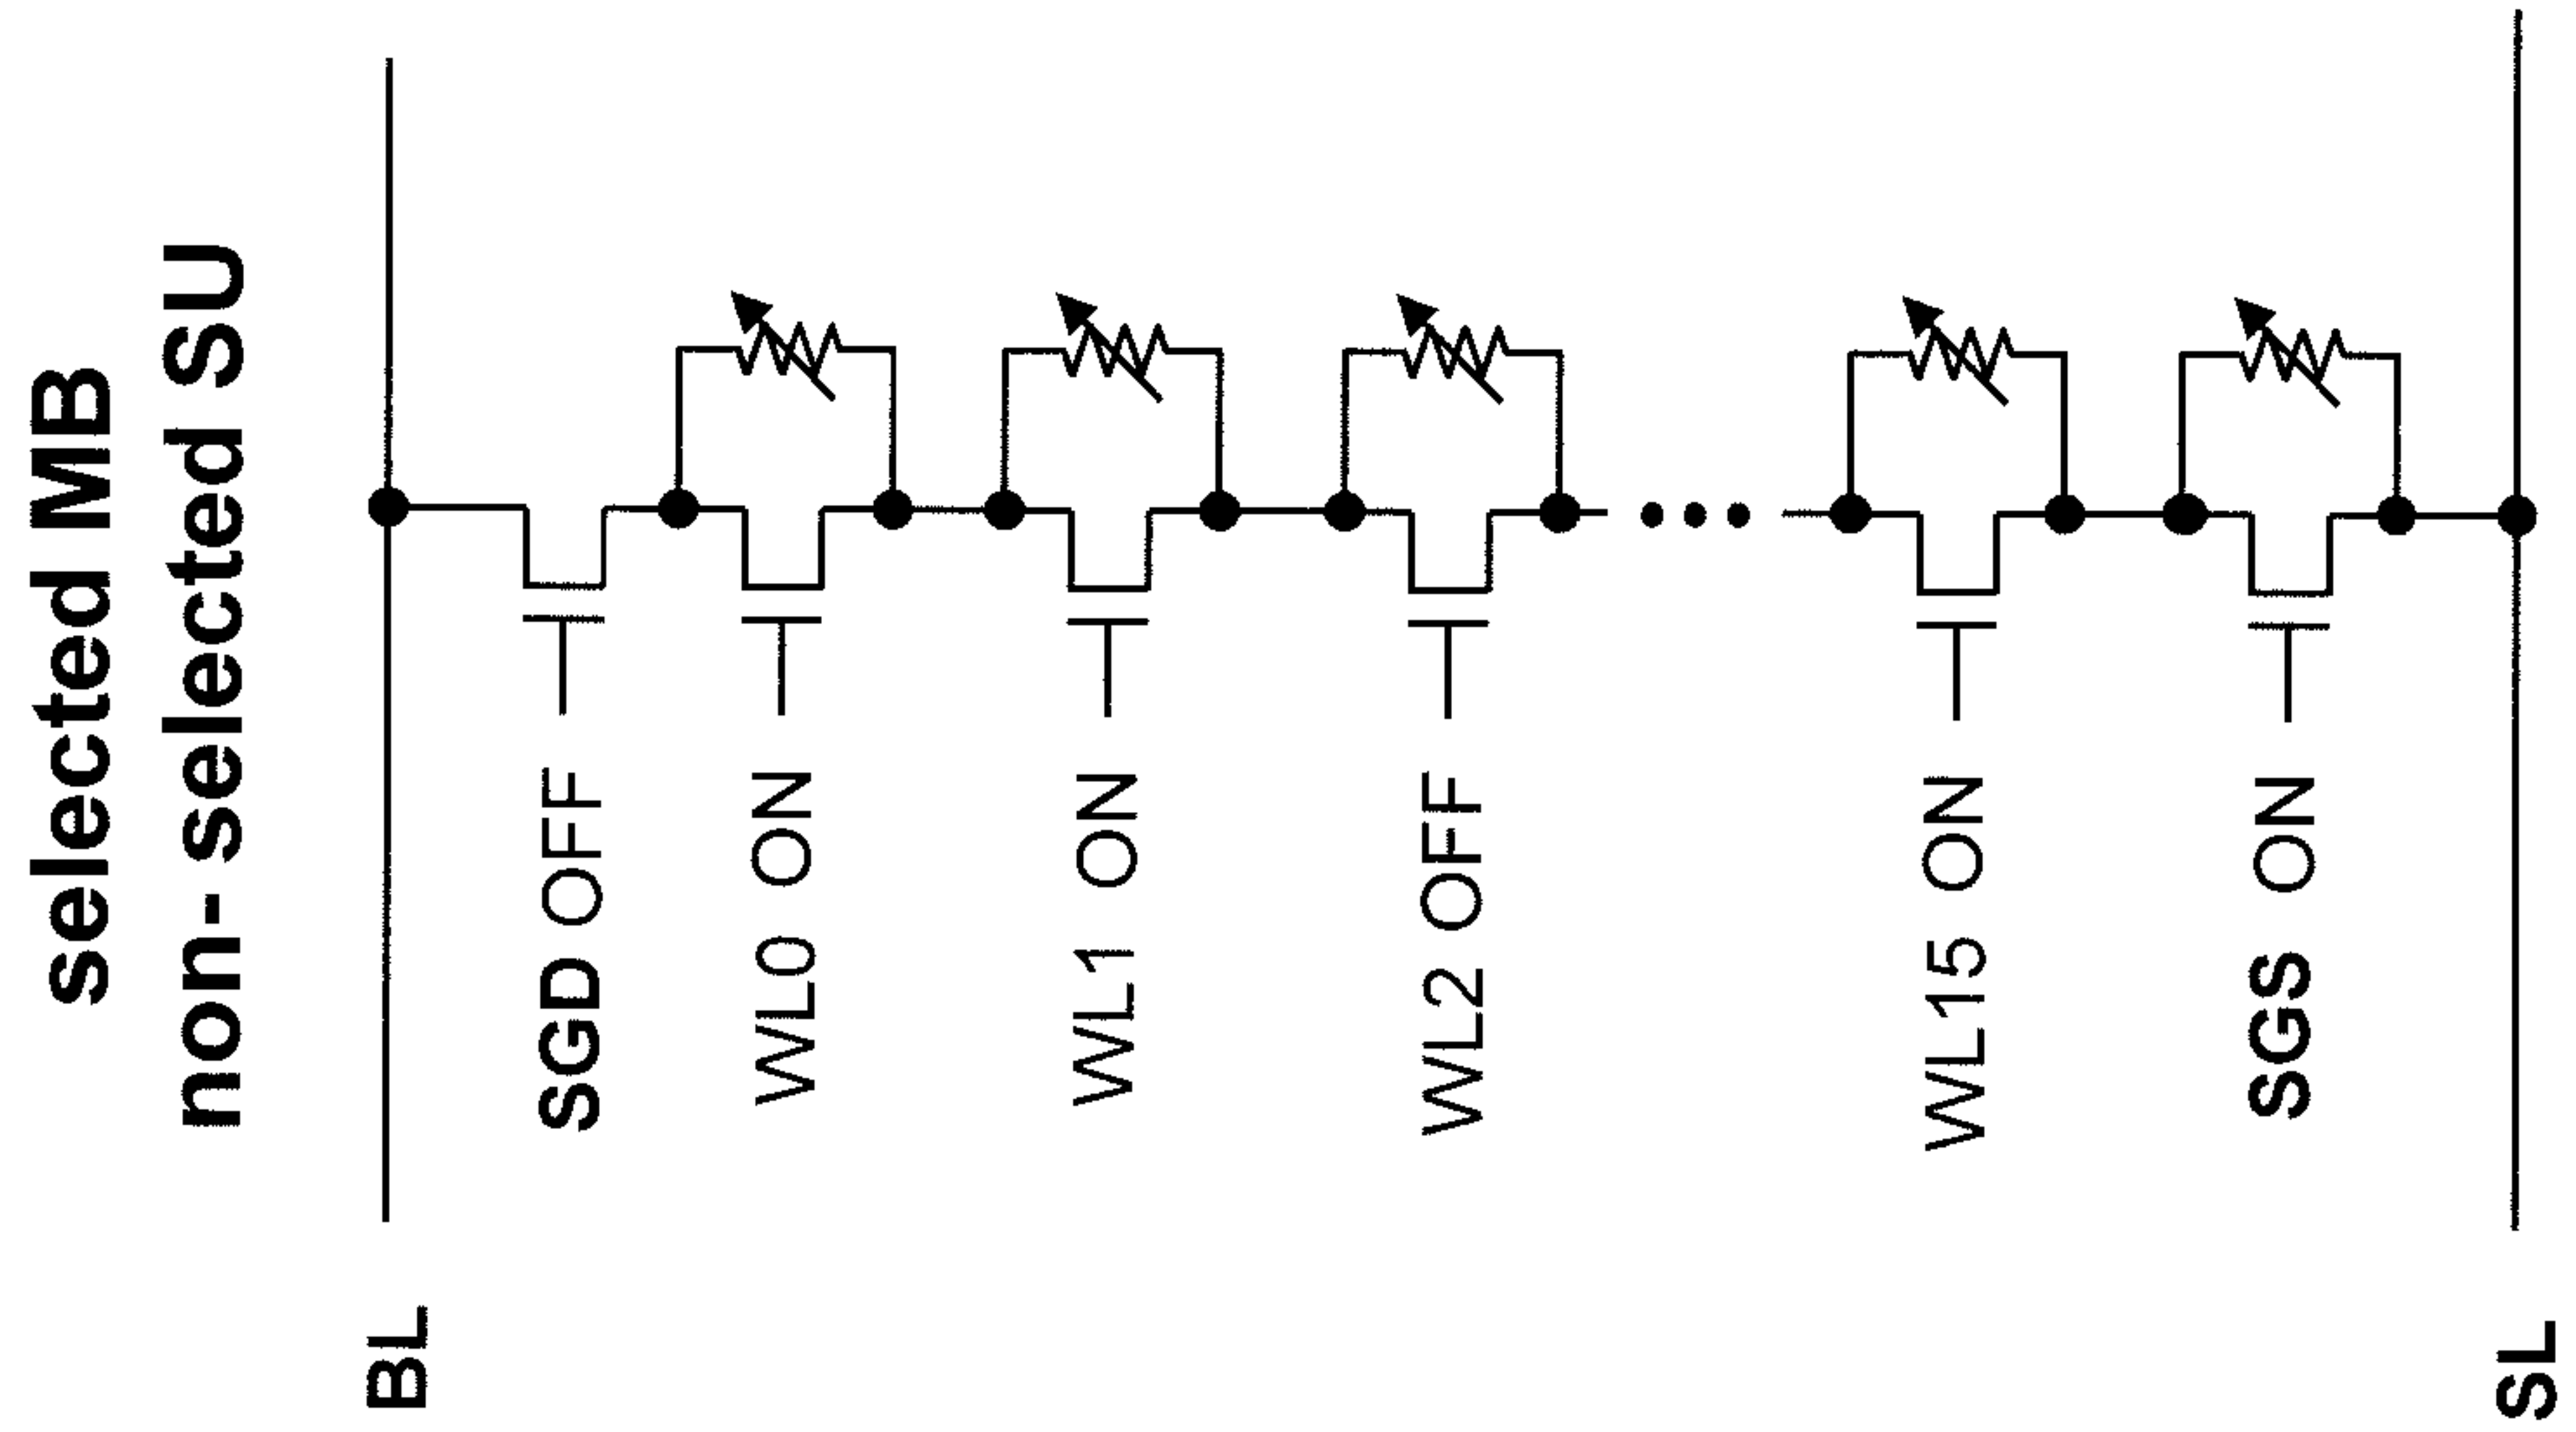 selected MB
non-selected SU
BL
SGD OFF
WL0 ON
WL1 ON
WL2 OFF
WL15 ON
SGS ON
SL